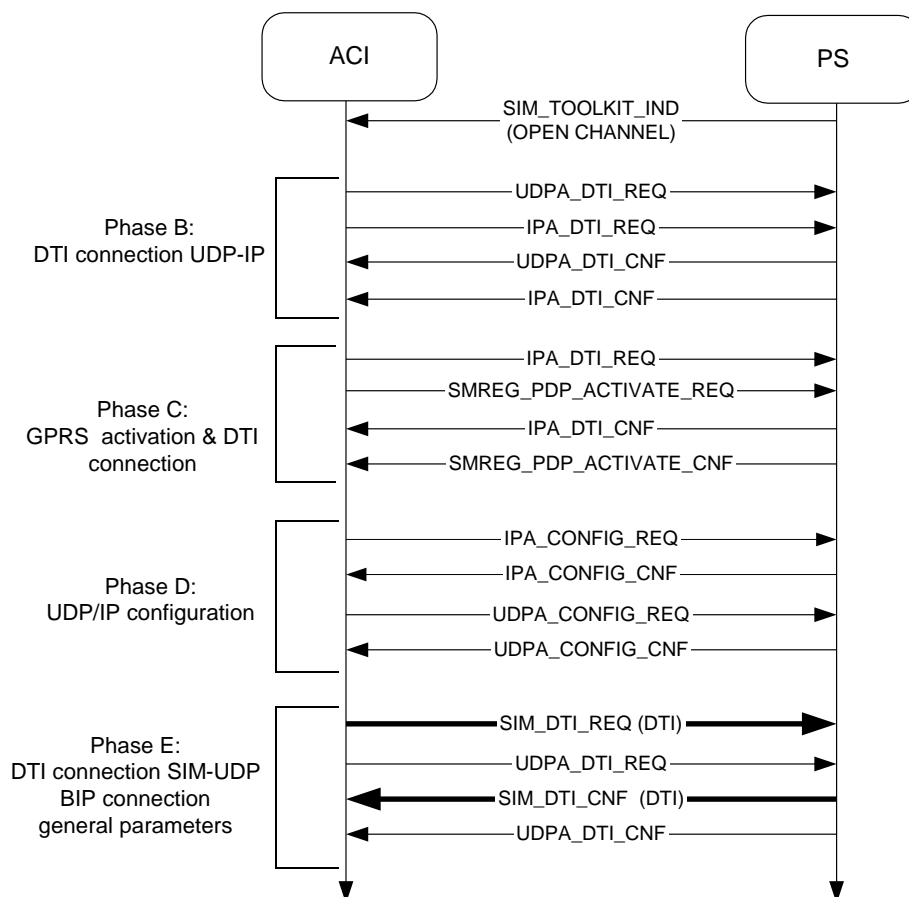 ACI
PS
SIM_TOOLKIT_IND
(OPEN CHANNEL)
Phase B:
DTI connection UDP-IP
UDPA_DTI_REQ
IPA_DTI_REQ
UDPA_DTI_CNF
IPA_DTI_CNF
Phase C:
GPRS activation & DTI
connection
IPA_DTI_REQ
SMREG_PDP_ACTIVATE_REQ
IPA_DTI_CNF
SMREG_PDP_ACTIVATE_CNF
Phase D:
UDP/IP configuration
IPA_CONFIG_REQ
IPA_CONFIG_CNF
UDPA_CONFIG_REQ
UDPA_CONFIG_CNF
Phase E:
DTI connection SIM-UDP
BIP connection
general parameters
SIM_DTI_REQ (DTI)
UDPA_DTI_REQ
SIM_DTI_CNF (DTI)
UDPA_DTI_CNF